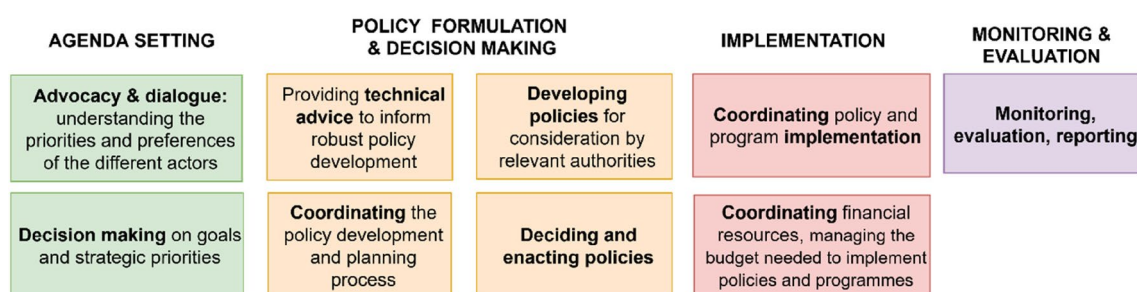 AGENDA SETTING
POLICY FORMULATION
& DECISION MAKING
IMPLEMENTATION
MONITORING &
EVALUATION
Advocacy & dialogue:
understanding the
priorities and preferences
of the different actors
Providing technical
advice to inform
robust policy
development
Developing
policies for
consideration by
relevant authorities
Coordinating policy and
program implementation
Monitoring,
evaluation, reporting
Decision making on goals
and strategic priorities
Coordinating the
policy development
and planning
process
Deciding and
enacting policies
Coordinating financial
resources, managing the
budget needed to implement
policies and programmes